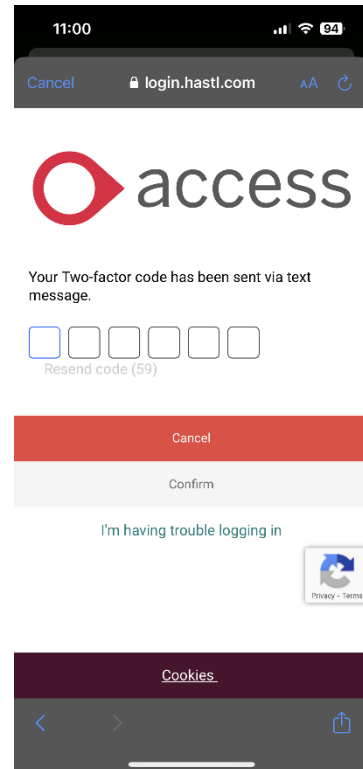 11:00
94
Cancel
login.hastl.com
AA
access
Your Two-factor code has been sent via text
message.
Resend code (59)
Cancel
Confirm
I'm having trouble logging in
Privacy - Terms
Cookies